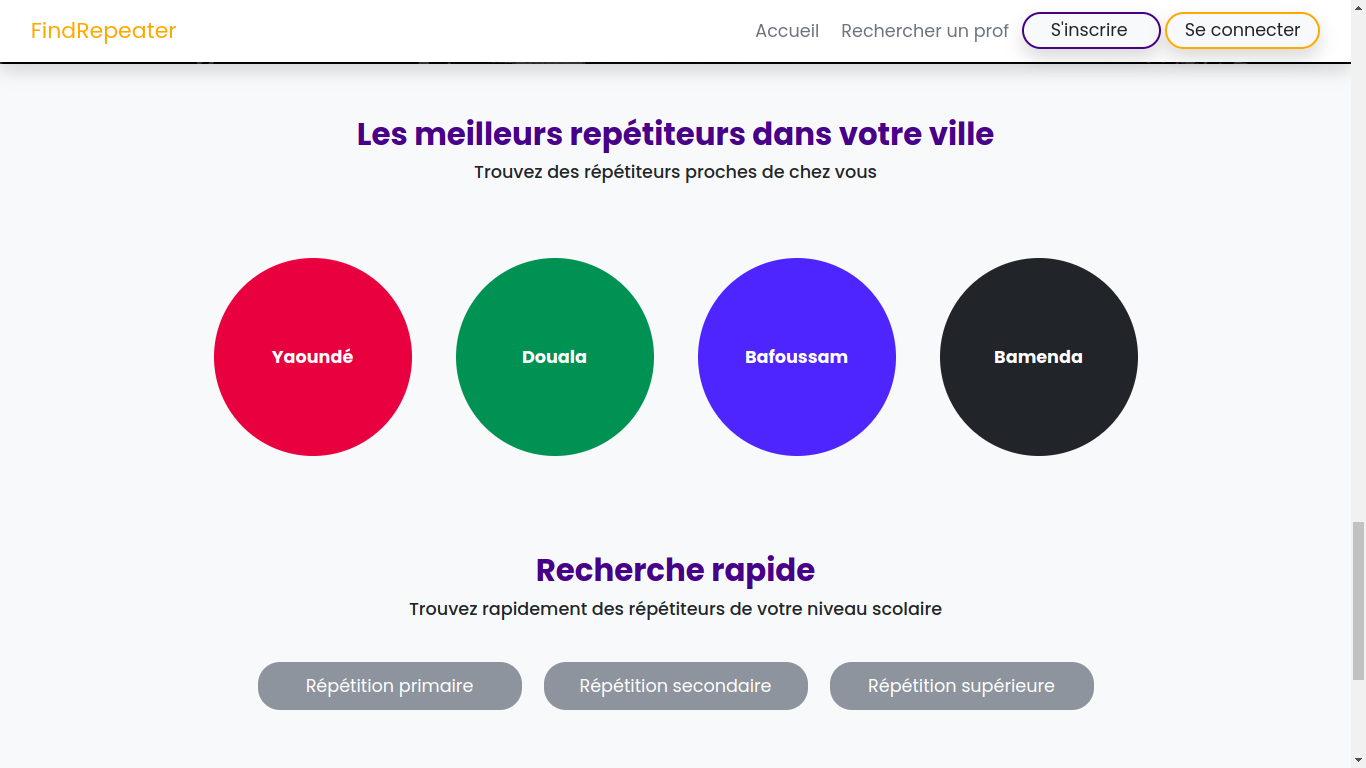 FindRepeater
Accueil
Rechercher un prof
S'inscrire
Se connecter
Les meilleurs repétiteurs dans votre ville
Trouvez des répétiteurs proches de chez vous
Yaoundé
Douala
Bafoussam
Bamenda
Recherche rapide
Trouvez rapidement des répétiteurs de votre niveau scolaire
Répétition primaire
Répétition secondaire
Répétition supérieure